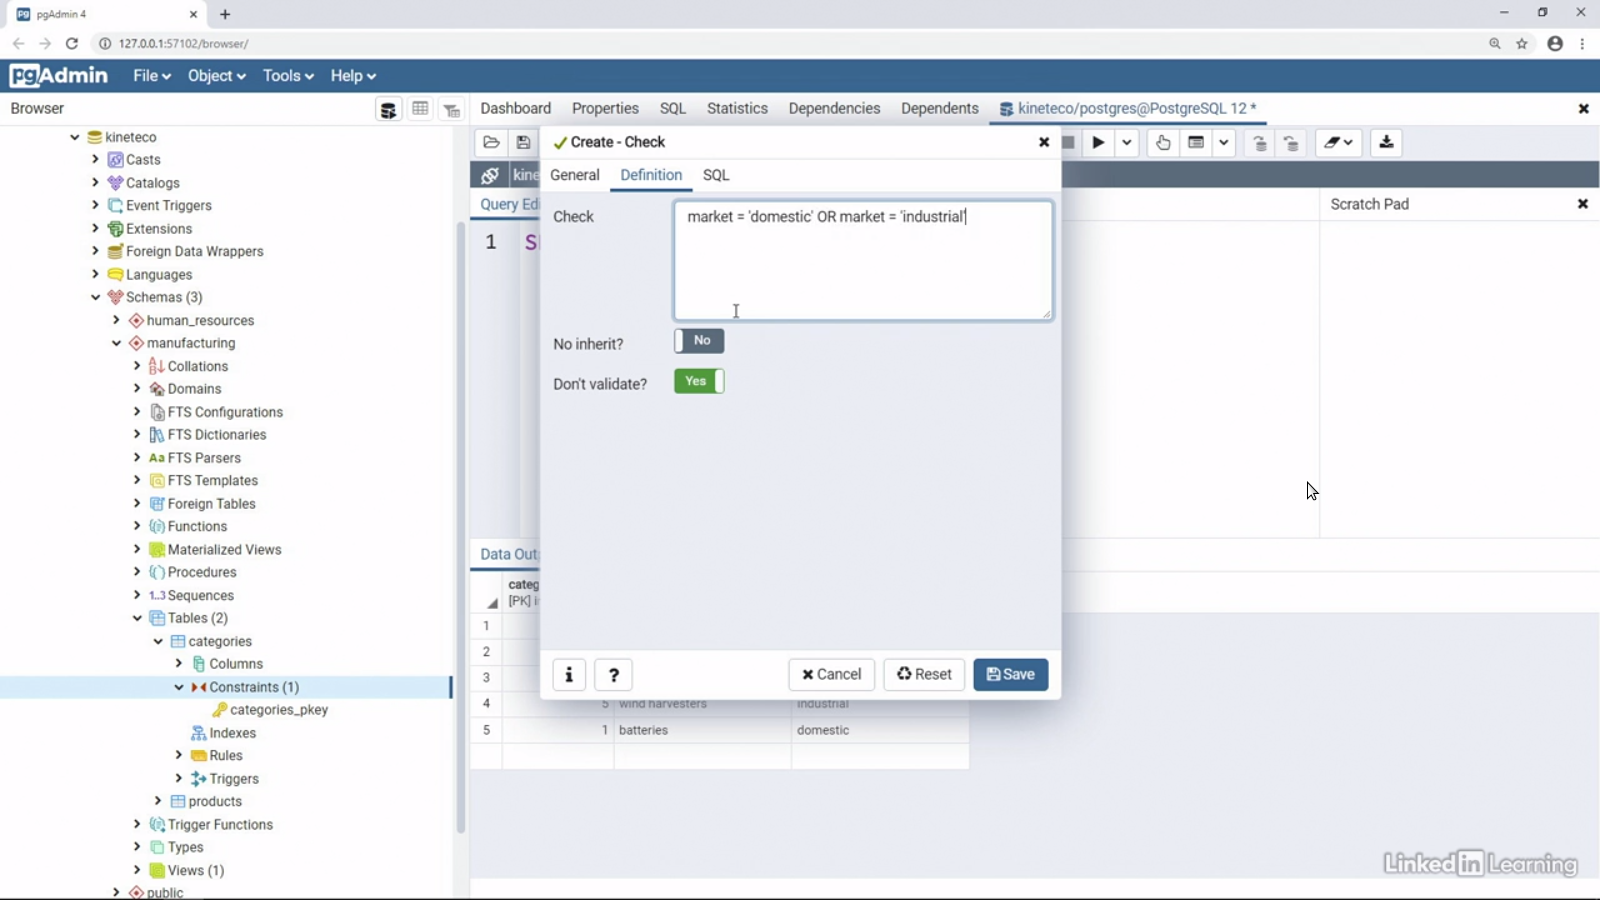 pgAdmin 4
127.0.0.1:57102/browser/
pgAdmin File Object Tools Help
Browser
Dashboard Properties SQL Statistics Dependencies Dependents kineteco/postgres@PostgreSQL 12 *
kineteco
Casts
Catalogs
Event Triggers
Extensions
Foreign Data Wrappers
Languages
Schemas (3)
human_resources
manufacturing
Collations
Domains
FTS Configurations
FTS Dictionaries
Aa FTS Parsers
FTS Templates
Foreign Tables
Functions
Materialized Views
Procedures
1..3 Sequences
Tables (2)
categories
Columns
Constraints (1)
categories_pkey
Indexes
Rules
Triggers
products
Trigger Functions
Types
Views (1)
public
kine
Query Edi
Scratch Pad
1 S
Create - Check
General Definition SQL
Check
market = 'domestic' OR market = 'industrial'
No inherit? No
Don't validate? Yes
i ? Cancel Reset Save
Data Out
categ
[PK] i
1
2
3
4 5 wind harvesters industrial
5 1 batteries domestic
Linked in Learning